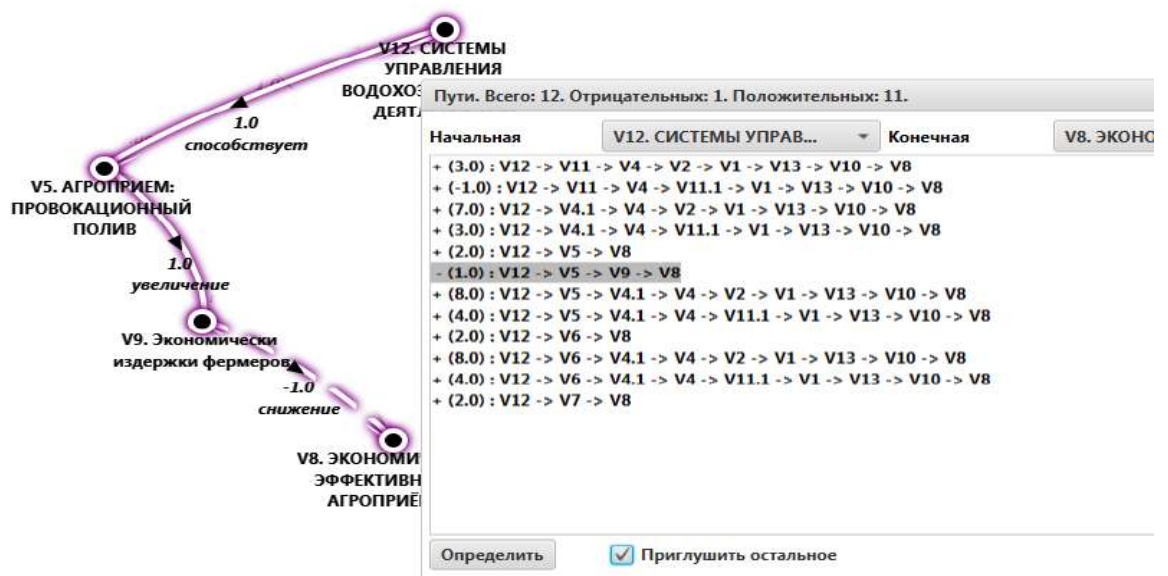 V12. СИСТЕМЫ
УПРАВЛЕНИЯ
1.0
способствует
V5. АГРОПРИЕМ:
ПРОВОКАЦИОННЫЙ
ПОЛИВ
1.0
увеличение
V9. Экономически
издержки фермеров
-1.0
снижение
Пути. Всего: 12. Отрицательных: 1. Положительных: 11.
Начальная V12. СИСТЕМЫ УПРАВ... Конечная V8. ЭКОНО
+ (3.0) : V12 -> V11 -> V4 -> V2 -> V1 -> V13 -> V10 -> V8
+ (-1.0) : V12 -> V11 -> V4 -> V11.1 -> V1 -> V13 -> V10 -> V8
+ (7.0) : V12 -> V4.1 -> V4 -> V2 -> V1 -> V13 -> V10 -> V8
+ (3.0) : V12 -> V4.1 -> V4 -> V11.1 -> V1 -> V13 -> V10 -> V8
+ (2.0) : V12 -> V5 -> V8
- (1.0) : V12 -> V5 -> V9 -> V8
+ (8.0) : V12 -> V5 -> V4.1 -> V4 -> V2 -> V1 -> V13 -> V10 -> V8
+ (4.0) : V12 -> V5 -> V4.1 -> V4 -> V11.1 -> V1 -> V13 -> V10 -> V8
+ (2.0) : V12 -> V6 -> V8
+ (8.0) : V12 -> V6 -> V4.1 -> V4 -> V2 -> V1 -> V13 -> V10 -> V8
+ (4.0) : V12 -> V6 -> V4.1 -> V4 -> V11.1 -> V1 -> V13 -> V10 -> V8
+ (2.0) : V12 -> V7 -> V8
Определить Приглушить остальное